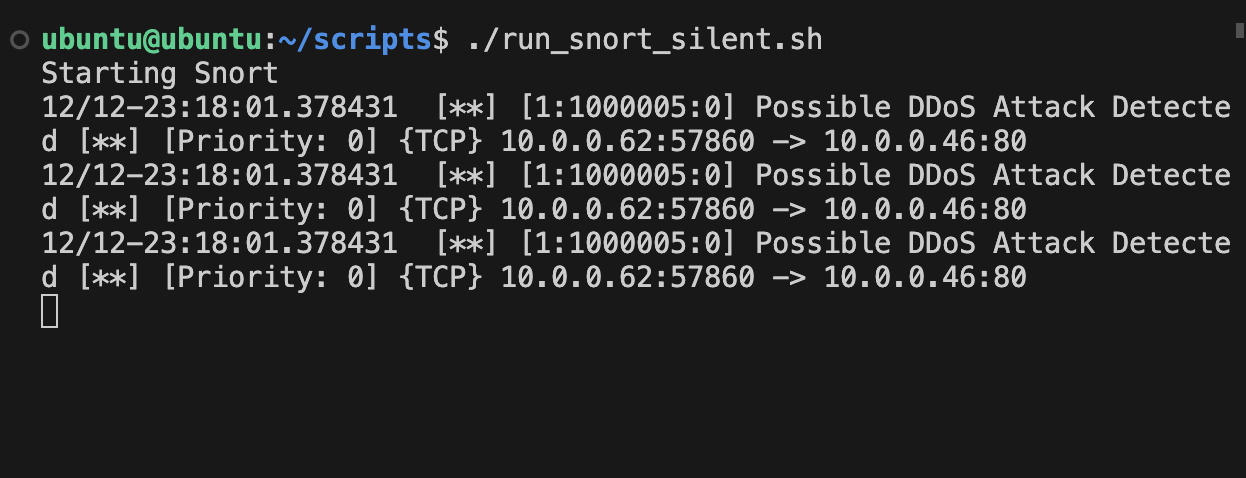 ubuntu@ubuntu:~/scripts$ ./run_snort_silent.sh
Starting Snort
12/12-23:18:01.378431  [**] [1:1000005:0] Possible DDoS Attack Detecte
d [**] [Priority: 0] {TCP} 10.0.0.62:57860 -> 10.0.0.46:80
12/12-23:18:01.378431  [**] [1:1000005:0] Possible DDoS Attack Detecte
d [**] [Priority: 0] {TCP} 10.0.0.62:57860 -> 10.0.0.46:80
12/12-23:18:01.378431  [**] [1:1000005:0] Possible DDoS Attack Detecte
d [**] [Priority: 0] {TCP} 10.0.0.62:57860 -> 10.0.0.46:80